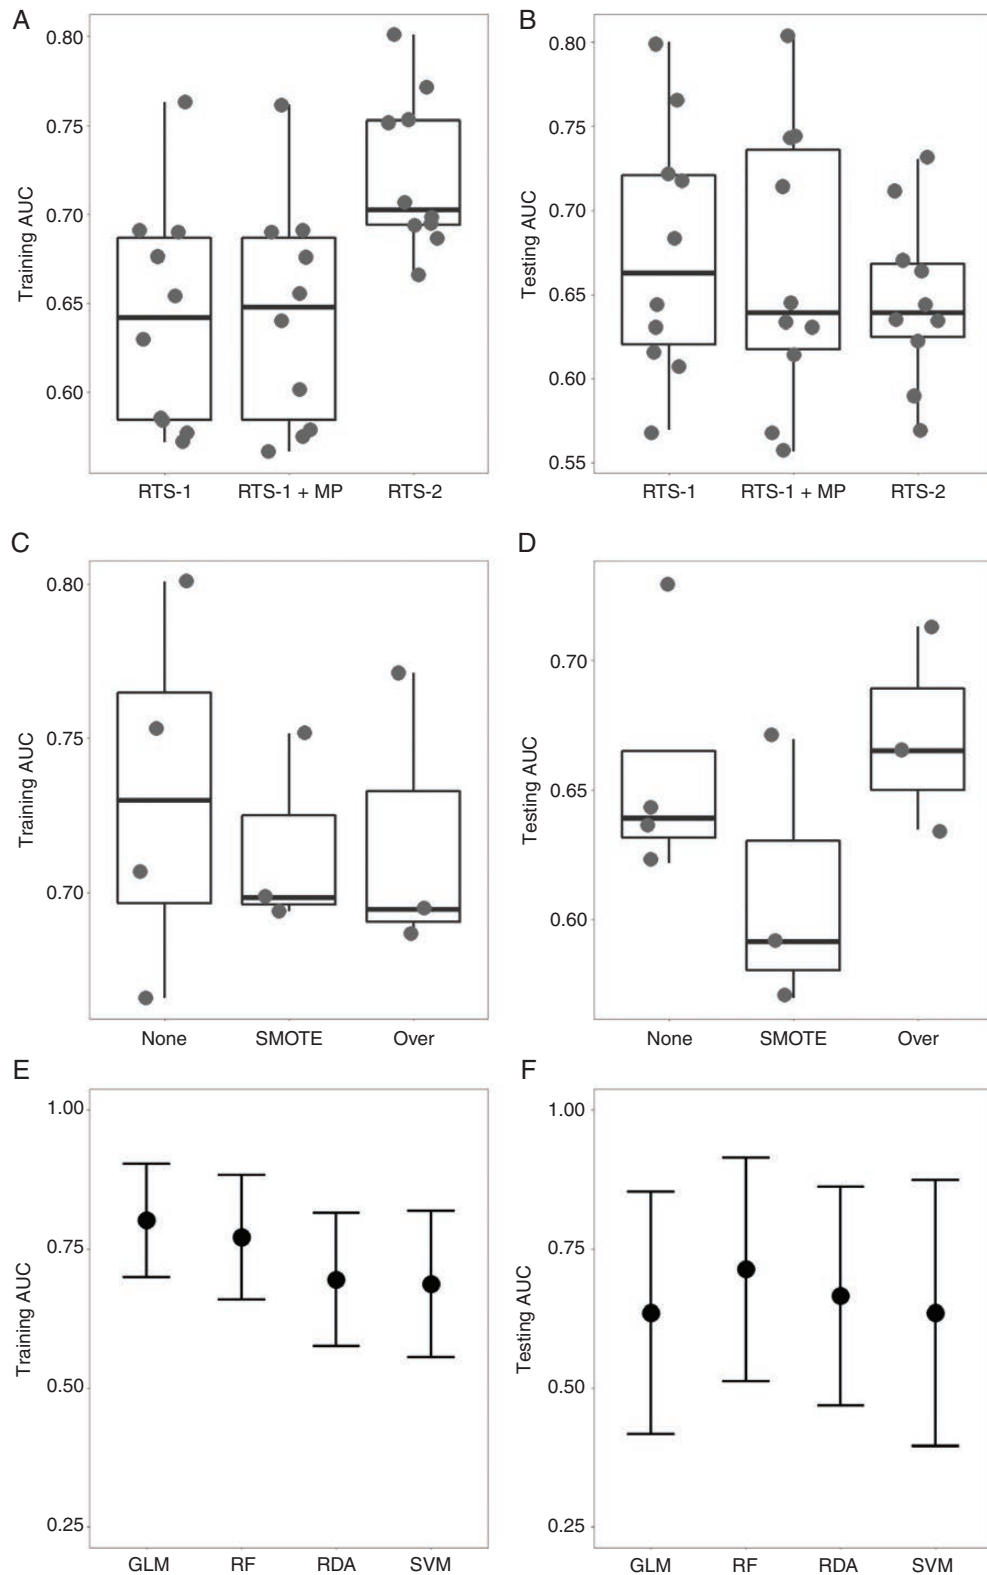 A
Training AUC
0.80
0.75
0.70
0.65
0.60
RTS-1
RTS-1 + MP
RTS-2
B
Testing AUC
0.80
0.75
0.70
0.65
0.60
0.55
RTS-1
RTS-1 + MP
RTS-2
C
Training AUC
0.80
0.75
0.70
None
SMOTE
Over
D
Testing AUC
0.70
0.65
0.60
None
SMOTE
Over
E
Training AUC
1.00
0.75
0.50
0.25
GLM
RF
RDA
SVM
F
Testing AUC
1.00
0.75
0.50
0.25
GLM
RF
RDA
SVM